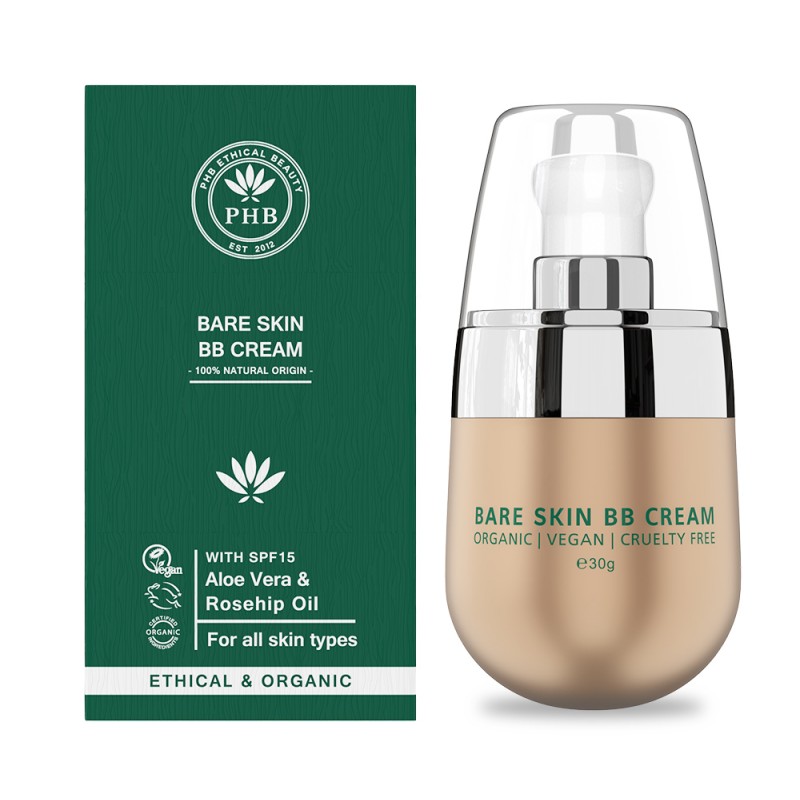 PHB ETHICAL BEAUTY
PHB
EST 2012
BARE SKIN
BB CREAM
- 100% NATURAL ORIGIN -
Vegan
CERTIFIED
ORGANIC
INGREDIENTS
WITH SPF15
Aloe Vera &
Rosehip Oil
For all skin types
ETHICAL & ORGANIC
BARE SKIN BB CREAM
ORGANIC | VEGAN | CRUELTY FREE
℮30g